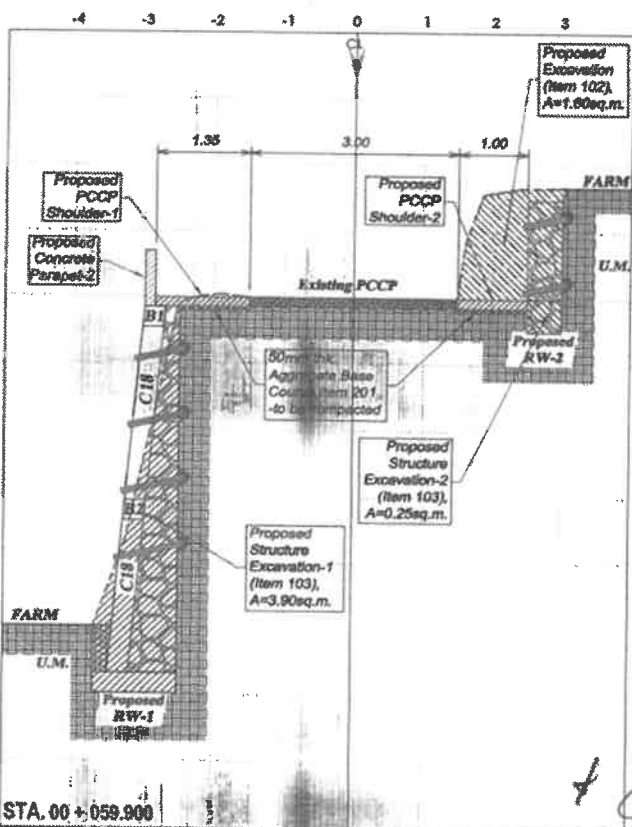 -4 -3 -2 -1 0 1 2 3
Proposed
Excavation
(Item 102),
A=1.60sq.m.
1.35 3.00 1.00
FARM
Proposed
PCCP
Shoulder-1
Proposed
PCCP
Shoulder-2
Proposed
Concrete
Parapet-2
U.M.
Existing PCCP
B1
Proposed
RW-2
50mm thk.
Aggregate Base
Course Item 201,
-to be compacted
C18
Proposed
Structure
Excavation-2
(Item 103),
A=0.25sq.m.
B2
Proposed
Structure
Excavation-1
(Item 103),
A=3.90sq.m.
C18
FARM
U.M.
Proposed
RW-1
STA. 00 + 059.900